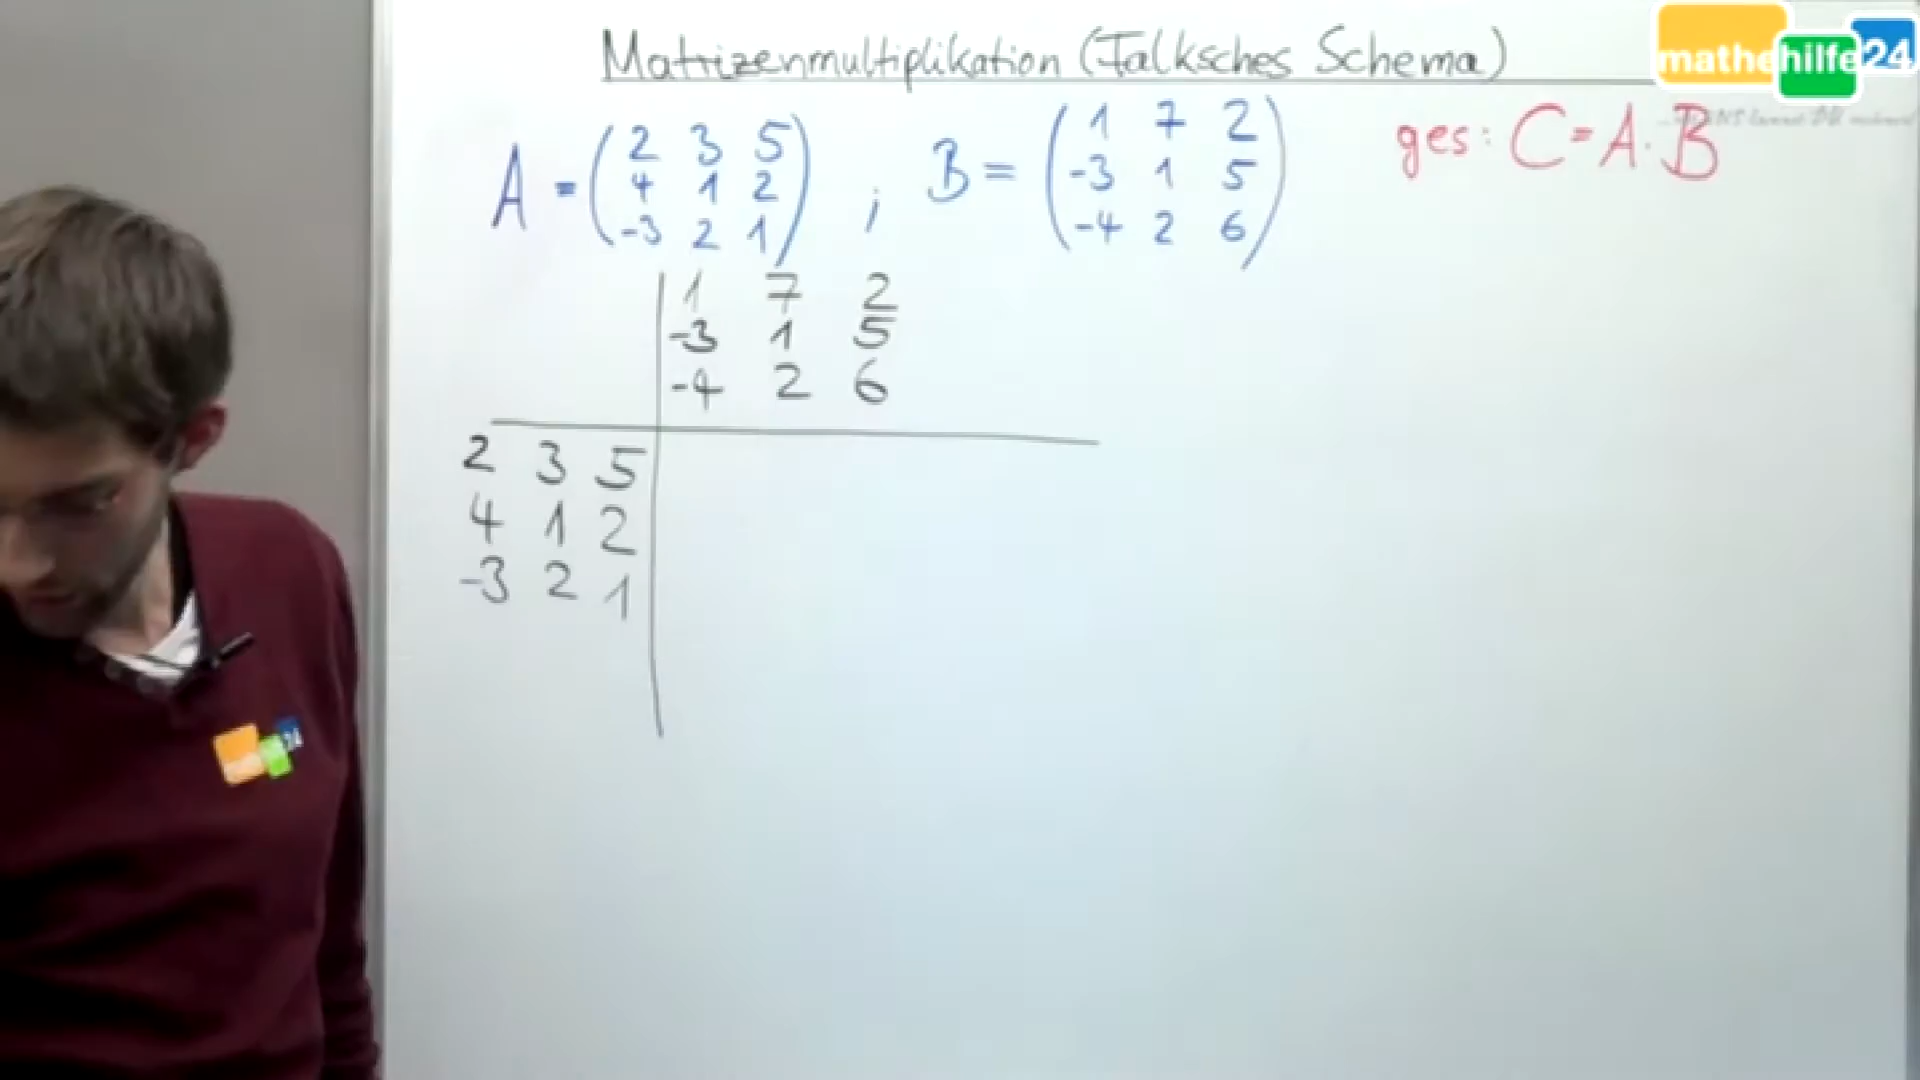 Matrizenmultiplikation (Falksches Schema)
mathehilfe24
A = (2 3 5 ; B = (1 7 2 ges: C = A · B
4 1 2 -3 1 5
-3 2 1) -4 2 6)
1 7 2
-3 1 5
-4 2 6
2 3 5
4 1 2
-3 2 1
24